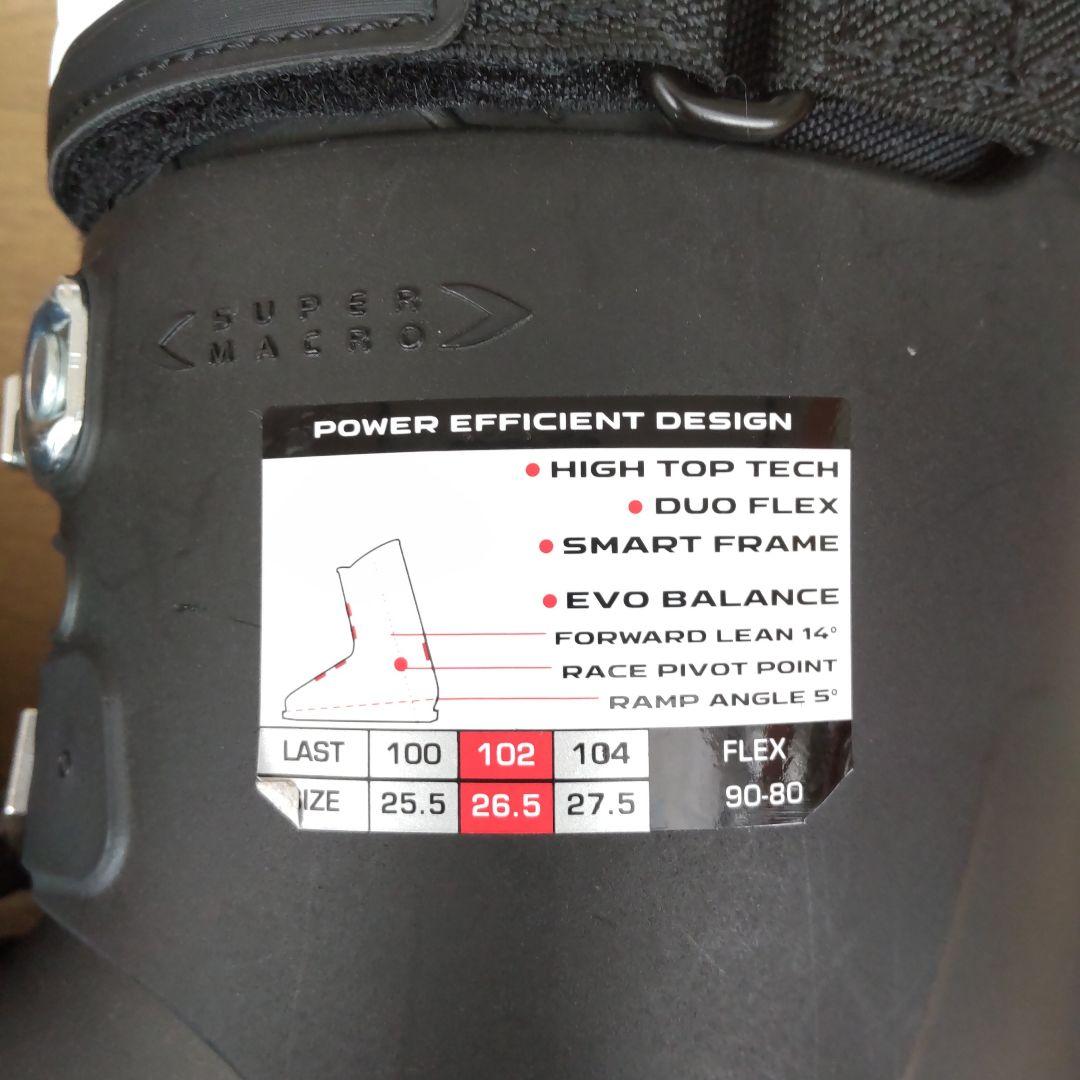 SUPER
MACRO
POWER EFFICIENT DESIGN
HIGH TOP TECH
DUO FLEX
SMART FRAME
EVO BALANCE
FORWARD LEAN 14°
RACE PIVOT POINT
RAMP ANGLE 5°
LAST 100 102 104 FLEX
SIZE 25.5 26.5 27.5 90-80